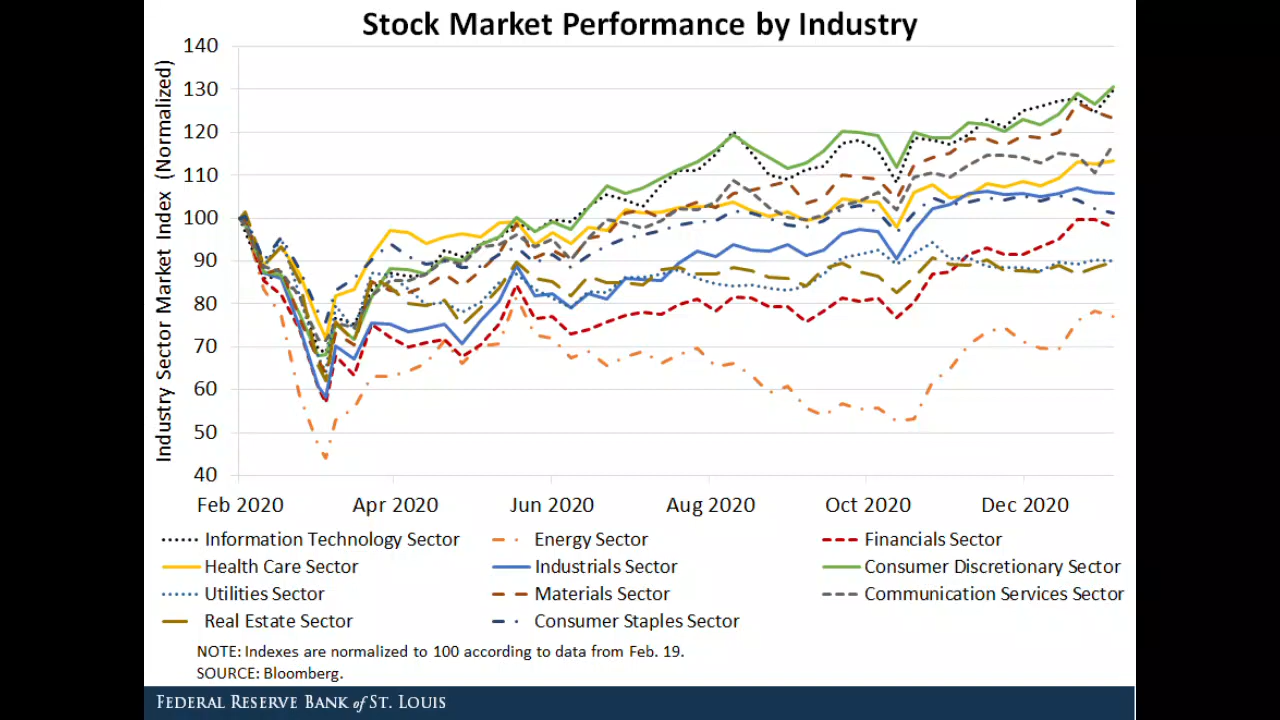 Stock Market Performance by Industry
Industry Sector Market Index (Normalized)
140
130
120
110
100
90
80
70
60
50
40
Feb 2020 Apr 2020 Jun 2020 Aug 2020 Oct 2020 Dec 2020
Information Technology Sector Energy Sector Financials Sector
Health Care Sector Industrials Sector Consumer Discretionary Sector
Utilities Sector Materials Sector Communication Services Sector
Real Estate Sector Consumer Staples Sector
NOTE: Indexes are normalized to 100 according to data from Feb. 19.
SOURCE: Bloomberg.
FEDERAL RESERVE BANK of ST. LOUIS